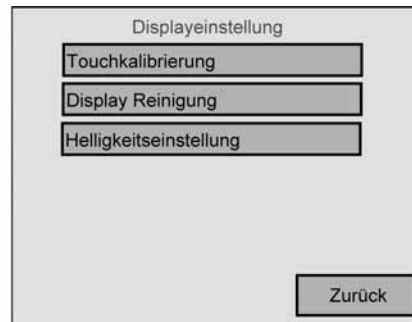 Displayeinstellung
Touchkalibrierung
Display Reinigung
Helligkeitseinstellung
Zurück